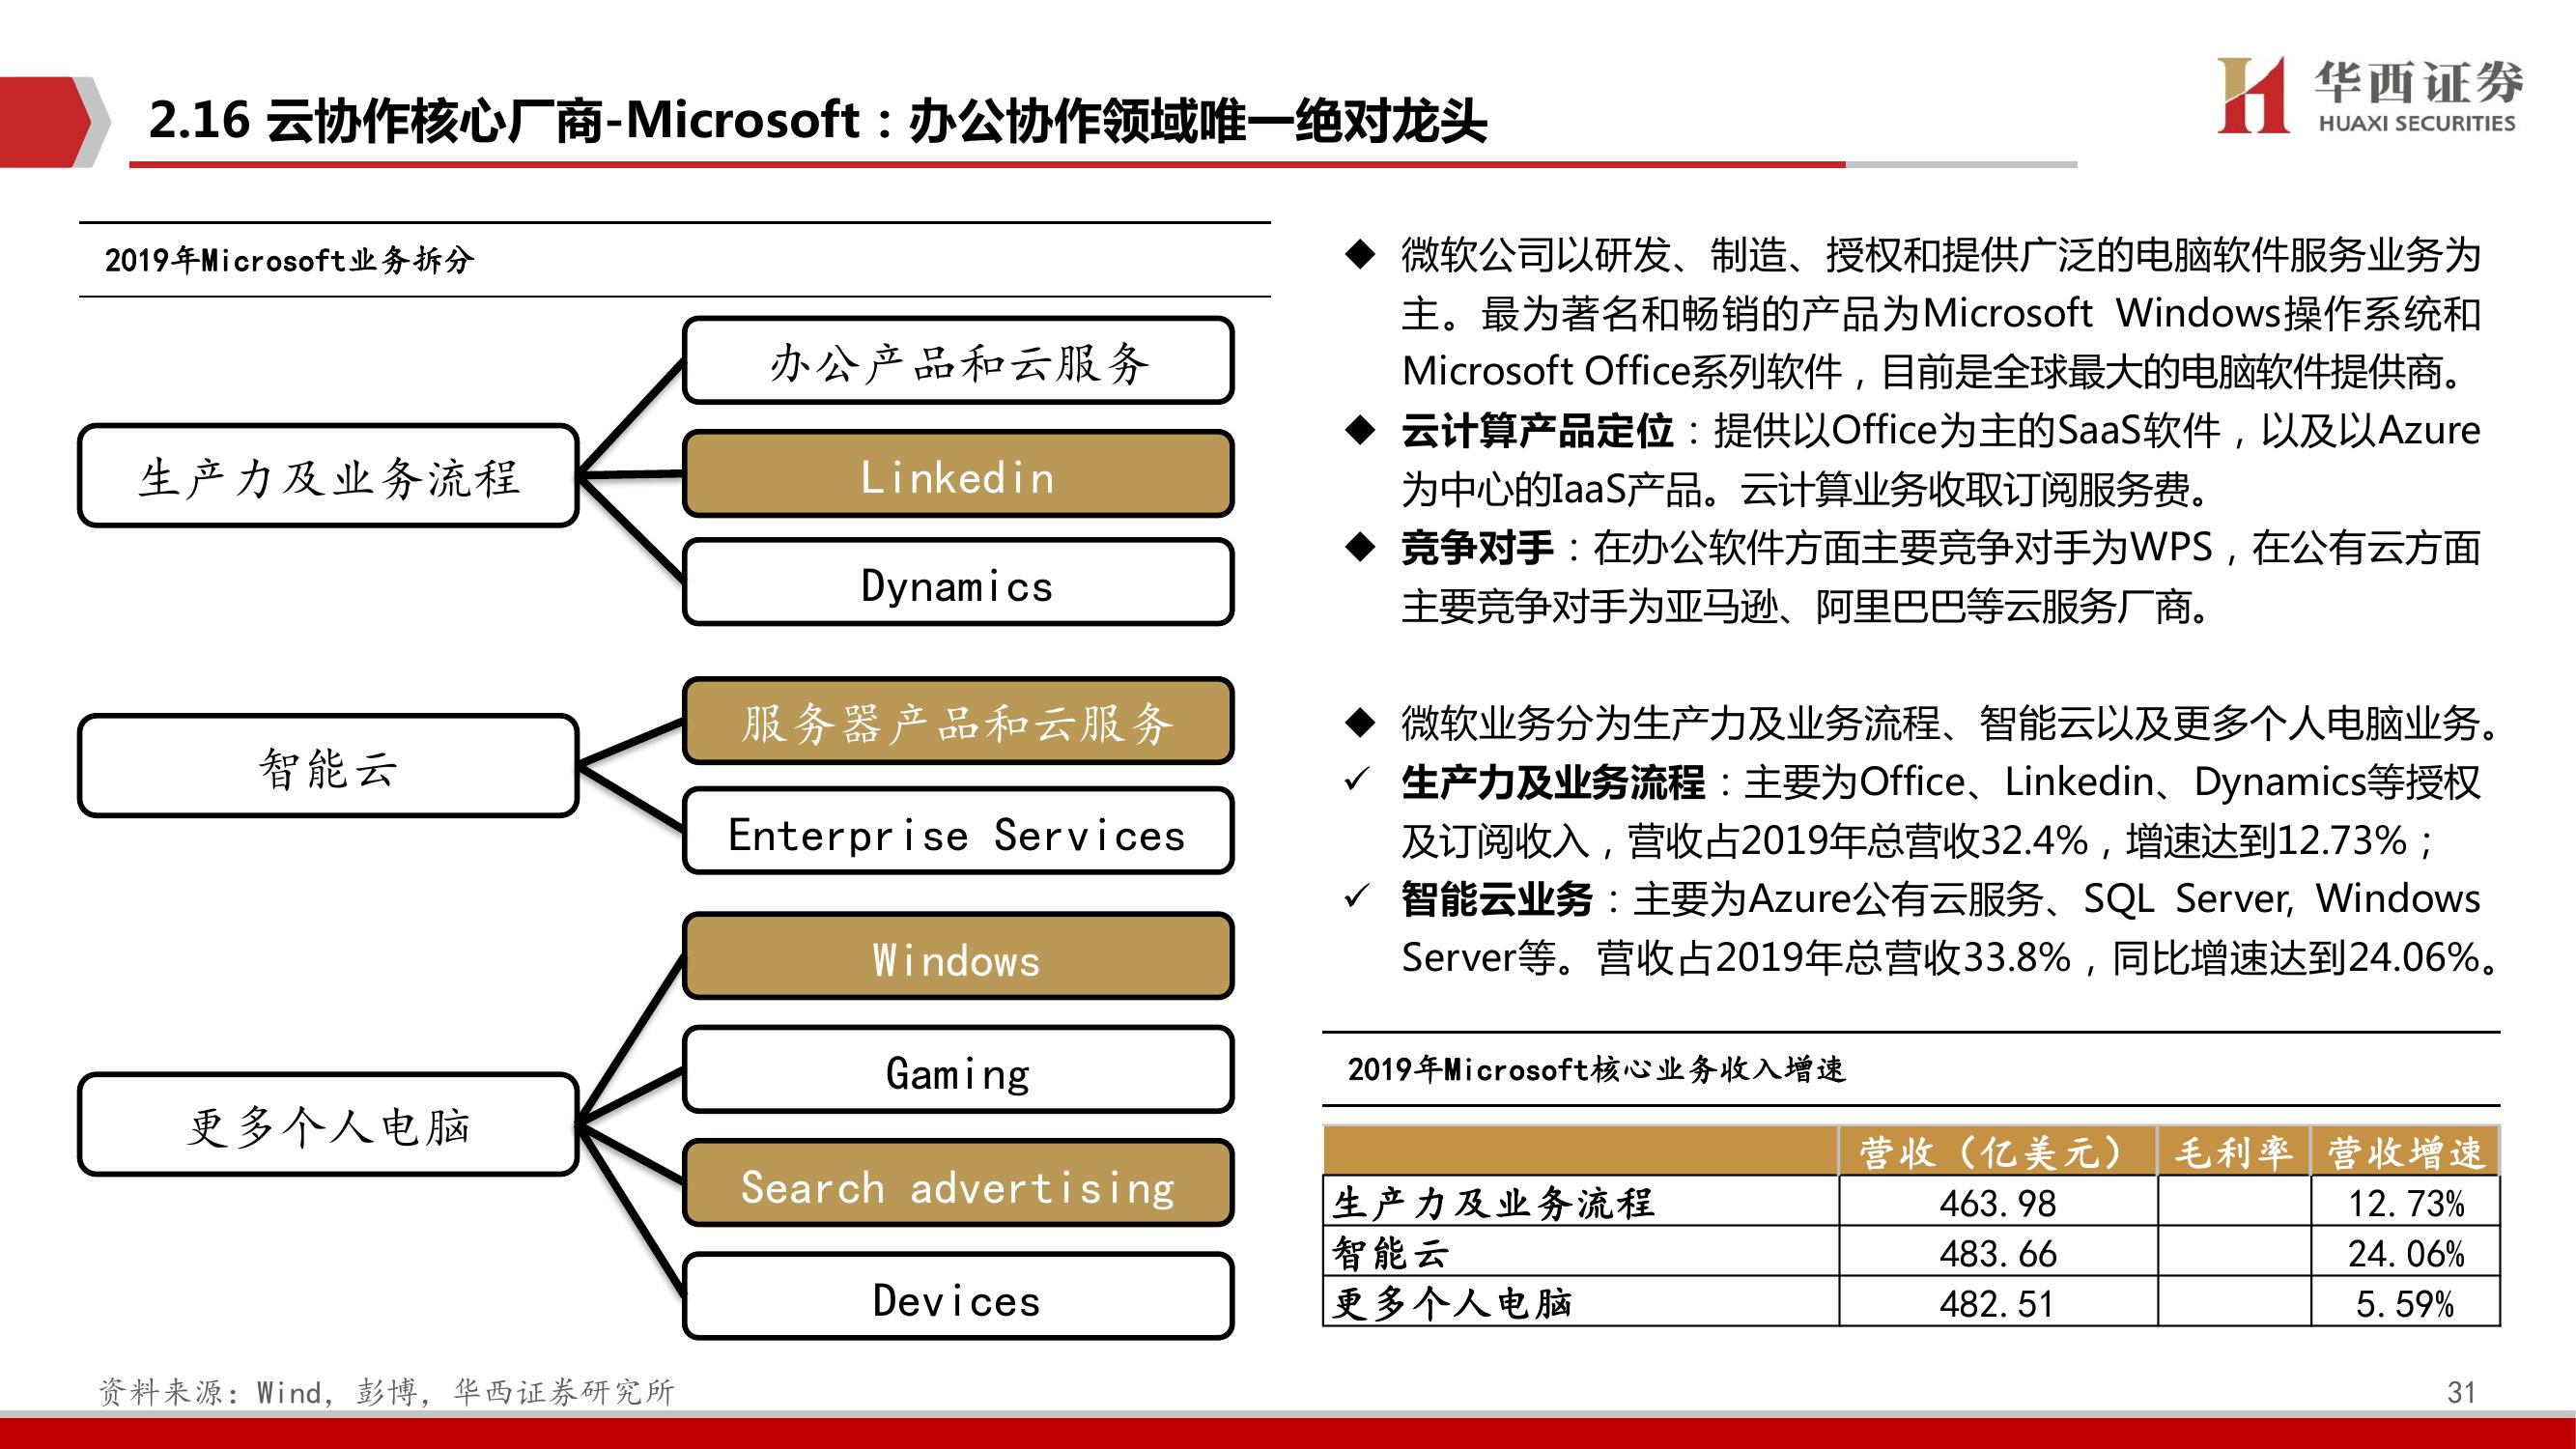 2.16 云协作核心厂商-Microsoft：办公协作领域唯一绝对龙头
华西证券
HUAXI SECURITIES
2019年Microsoft业务拆分
生产力及业务流程
办公产品和云服务
Linkedin
Dynamics
智能云
服务器产品和云服务
Enterprise Services
更多个人电脑
Windows
Gaming
Search advertising
Devices
◆ 微软公司以研发、制造、授权和提供广泛的电脑软件服务业务为
主。最为著名和畅销的产品为Microsoft Windows操作系统和
Microsoft Office系列软件，目前是全球最大的电脑软件提供商。
◆ 云计算产品定位：提供以Office为主的SaaS软件，以及以Azure
为中心的IaaS产品。云计算业务收取订阅服务费。
◆ 竞争对手：在办公软件方面主要竞争对手为WPS，在公有云方面
主要竞争对手为亚马逊、阿里巴巴等云服务厂商。
◆ 微软业务分为生产力及业务流程、智能云以及更多个人电脑业务。
✓ 生产力及业务流程：主要为Office、Linkedin、Dynamics等授权
及订阅收入，营收占2019年总营收32.4%，增速达到12.73%；
✓ 智能云业务：主要为Azure公有云服务、SQL Server, Windows
Server等。营收占2019年总营收33.8%，同比增速达到24.06%。
2019年Microsoft核心业务收入增速
营收（亿美元） 毛利率 营收增速
生产力及业务流程 463.98 12.73%
智能云 483.66 24.06%
更多个人电脑 482.51 5.59%
资料来源：Wind，彭博，华西证券研究所
31